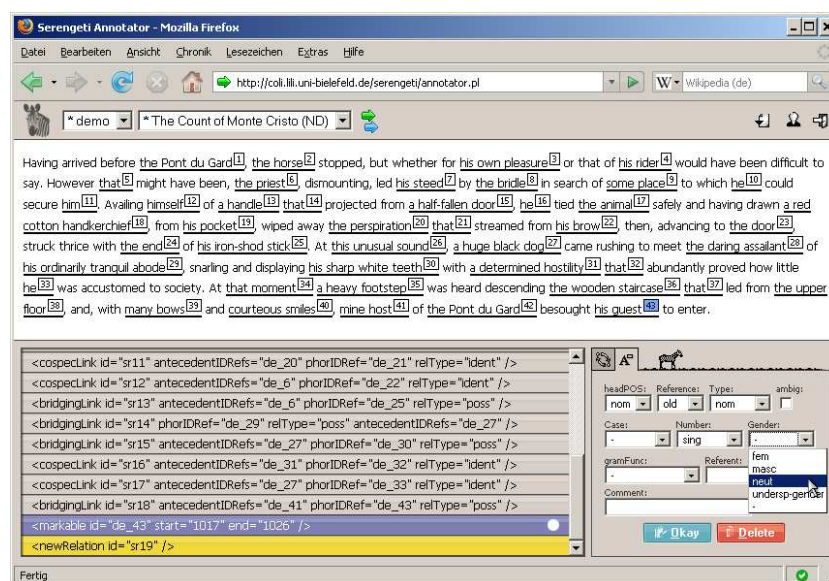 Serengeti Annotator - Mozilla Firefox
Datei Bearbeiten Ansicht Chronik Lesezeichen Extras Hilfe
http://coli.lili.uni-bielefeld.de/serengeti/annotator.pl W Wikipedia (de)
* demo * The Count of Monte Cristo (ND)
Having arrived before the Pont du Gard 1, the horse 2 stopped, but whether for his own pleasure 3 or that of his rider 4 would have been difficult to
say. However that 5 might have been, the priest 6, dismounting, led his steed 7 by the bridle 8 in search of some place 9 to which he 10 could
secure him 11. Availing himself 12 of a handle 13 that 14 projected from a half-fallen door 15, he 16 tied the animal 17 safely and having drawn a red
cotton handkerchief 18, from his pocket 19, wiped away the perspiration 20 that 21 streamed from his brow 22, then, advancing to the door 23,
struck thrice with the end 24 of his iron-shod stick 25. At this unusual sound 26, a huge black dog 27 came rushing to meet the daring assailant 28 of
his ordinarily tranquil abode 29, snarling and displaying his sharp white teeth 30 with a determined hostility 31 that 32 abundantly proved how little
he 33 was accustomed to society. At that moment 34 a heavy footstep 35 was heard descending the wooden staircase 36 that 37 led from the upper
floor 38, and, with many bows 39 and courteous smiles 40, mine host 41 of the Pont du Gard 42 besought his guest 43 to enter.
<cospecLink id="sr11" antecedentIDRefs="de_20" phorIDRef="de_21" relType="ident" />
<cospecLink id="sr12" antecedentIDRefs="de_6" phorIDRef="de_22" relType="ident" />
<bridgingLink id="sr13" antecedentIDRefs="de_6" phorIDRef="de_25" relType="poss" />
<bridgingLink id="sr14" phorIDRef="de_29" relType="poss" antecedentIDRefs="de_27" />
<bridgingLink id="sr15" antecedentIDRefs="de_27" phorIDRef="de_30" relType="poss" />
<cospecLink id="sr16" antecedentIDRefs="de_31" phorIDRef="de_32" relType="ident" />
<cospecLink id="sr17" antecedentIDRefs="de_27" phorIDRef="de_33" relType="ident" />
<bridgingLink id="sr18" antecedentIDRefs="de_41" phorIDRef="de_43" relType="poss" />
<markable id="de_43" start="1017" end="1026" />
<newRelation id="sr19" />
A
headPOS: Reference: Type: ambig:
nom old nom
Case: Number: Gender:
- sing -
gramFunc: Referent:
-
fem
masc
neut
undersp-gender
-
Comment:
Okay Delete
Fertig